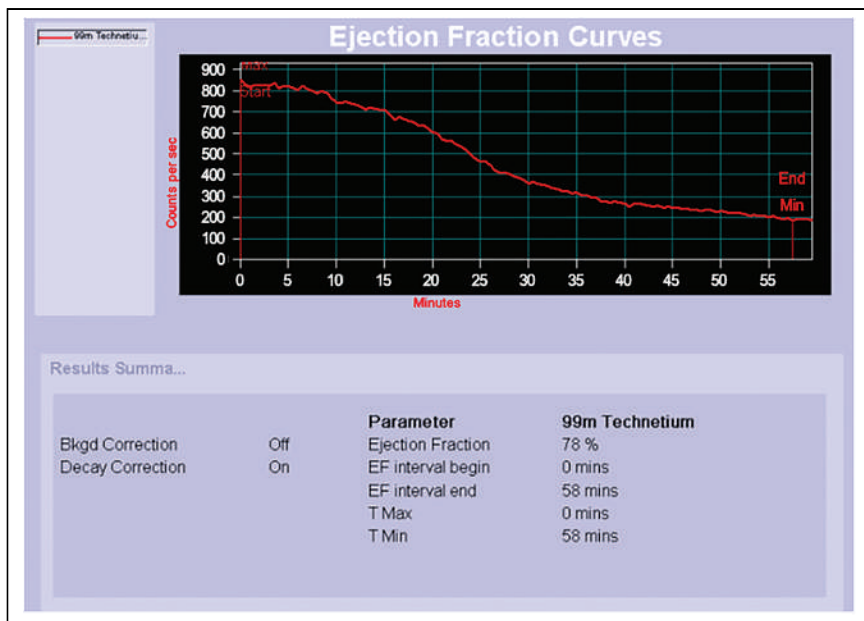 99m Technetiu...
Ejection Fraction Curves
900
800
700
600
500
400
300
200
100
0
Counts per sec
Max
Start
End
Min
0 5 10 15 20 25 30 35 40 45 50 55
Minutes
Results Summa...
Parameter 99m Technetium
Bkgd Correction Off Ejection Fraction 78 %
Decay Correction On EF interval begin 0 mins
EF interval end 58 mins
T Max 0 mins
T Min 58 mins